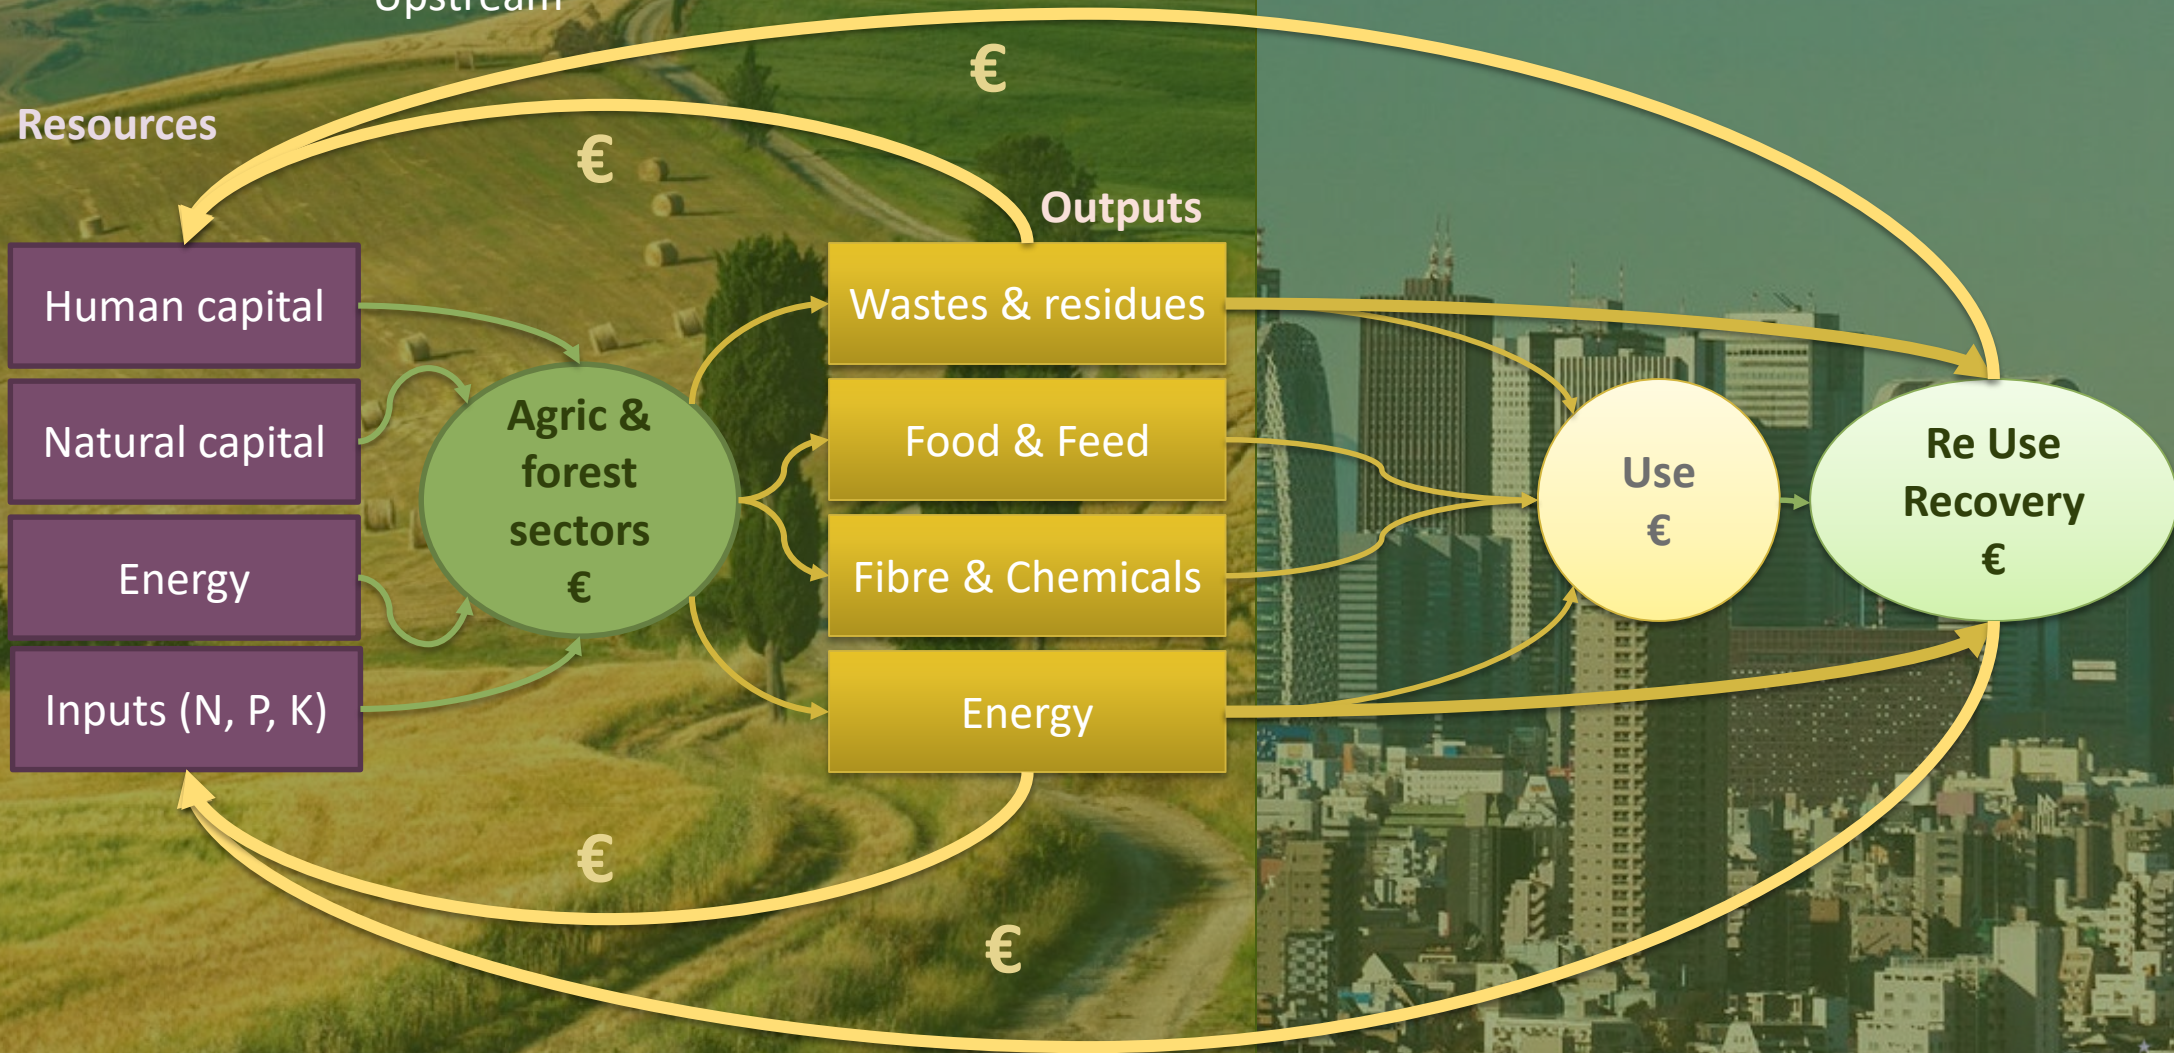 Upstream
€
Resources
€
Outputs
Human capital
Natural capital
Energy
Inputs (N, P, K)
Agric &
forest
sectors
€
Wastes & residues
Food & Feed
Fibre & Chemicals
Energy
Use
€
Re Use
Recovery
€
€
€